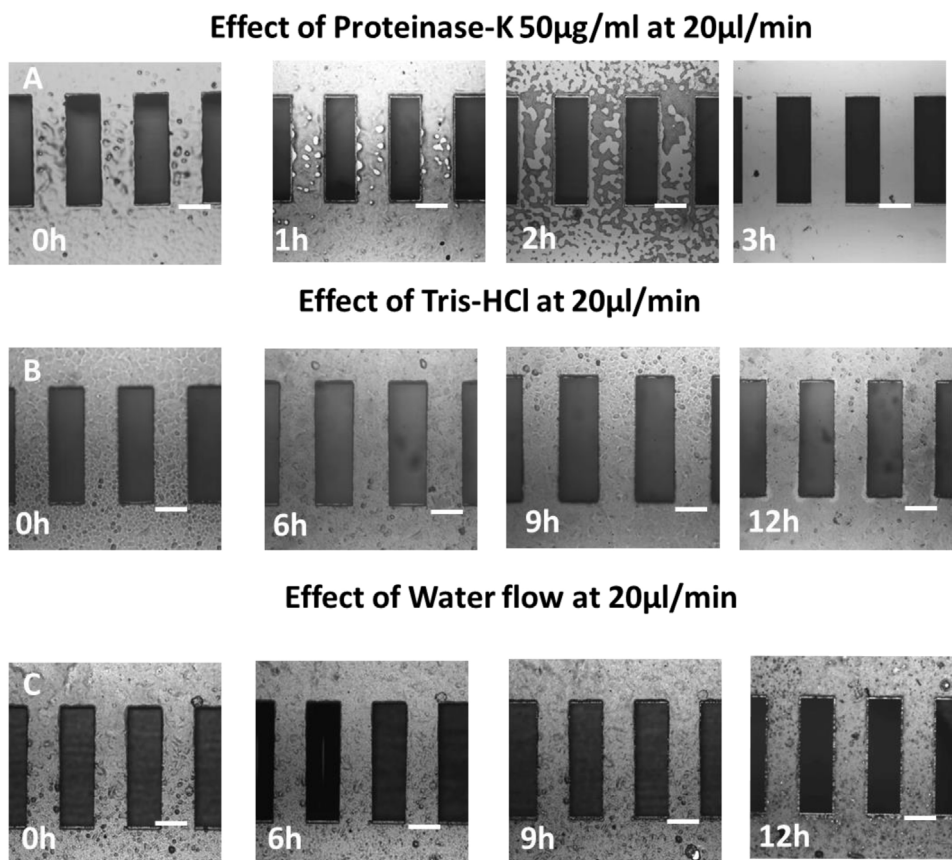 Effect of Proteinase-K 50µg/ml at 20µl/min
A
0h
1h
2h
3h
Effect of Tris-HCl at 20µl/min
B
0h
6h
9h
12h
Effect of Water flow at 20µl/min
C
0h
6h
9h
12h